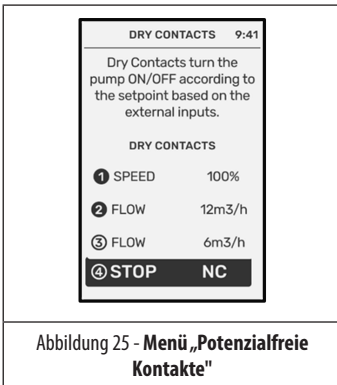 DRY CONTACTS 9:41
Dry Contacts turn the
pump ON/OFF according to
the setpoint based on the
external inputs.
DRY CONTACTS
① SPEED 100%
② FLOW 12m3/h
③ FLOW 6m3/h
④ STOP NC
Abbildung 25 - Menü „Potenzialfreie
Kontakte"